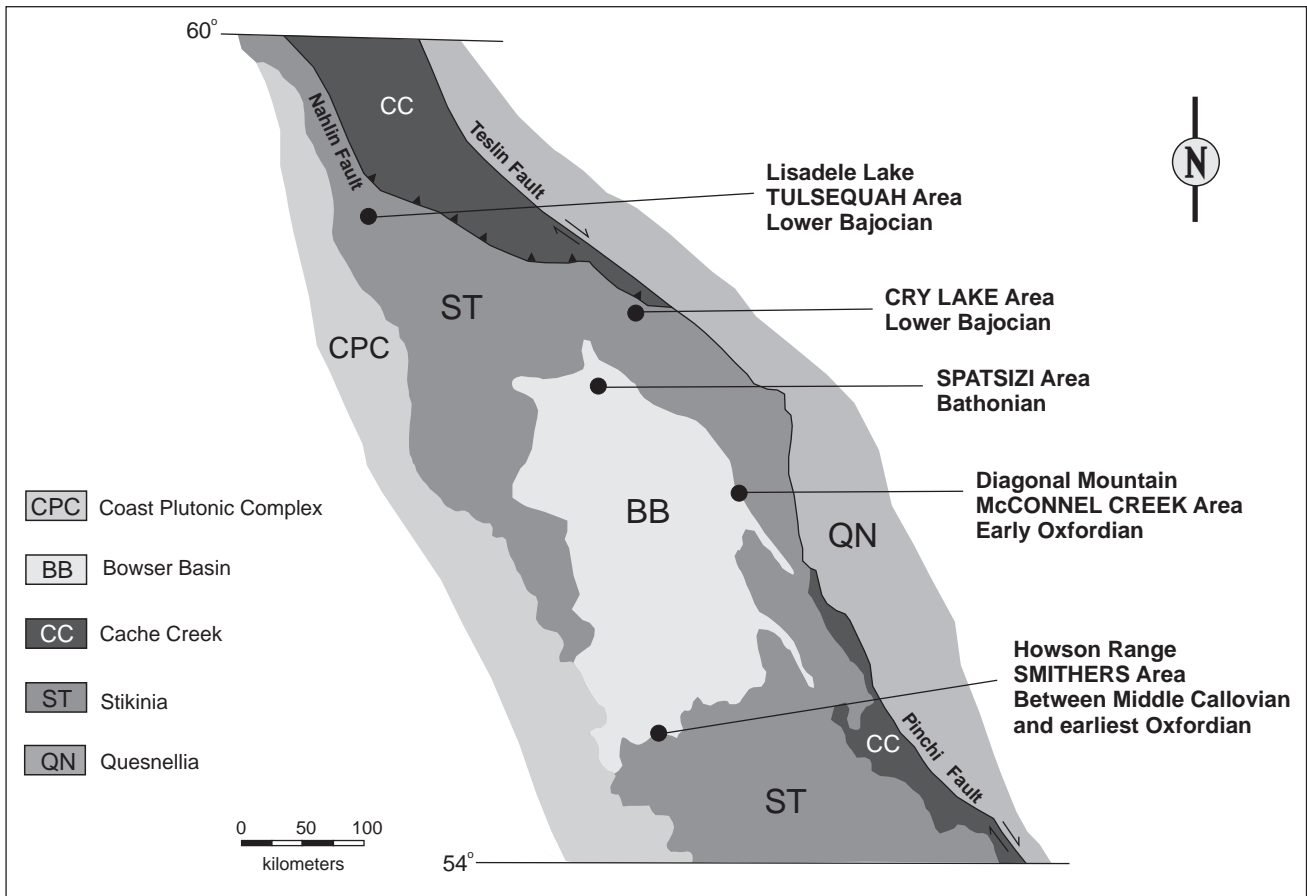 60°
N
CC
Nahlin Fault
Teslin Fault
Lisadele Lake
TULSEQUAH Area
Lower Bajocian
CRY LAKE Area
Lower Bajocian
ST
CPC
SPATSIZI Area
Bathonian
Diagonal Mountain
McCONNEL CREEK Area
Early Oxfordian
BB
QN
CPC Coast Plutonic Complex
BB Bowser Basin
CC Cache Creek
ST Stikinia
QN Quesnellia
Howson Range
SMITHERS Area
Between Middle Callovian
and earliest Oxfordian
CC
Pinchi Fault
ST
0 50 100
kilometers
54°